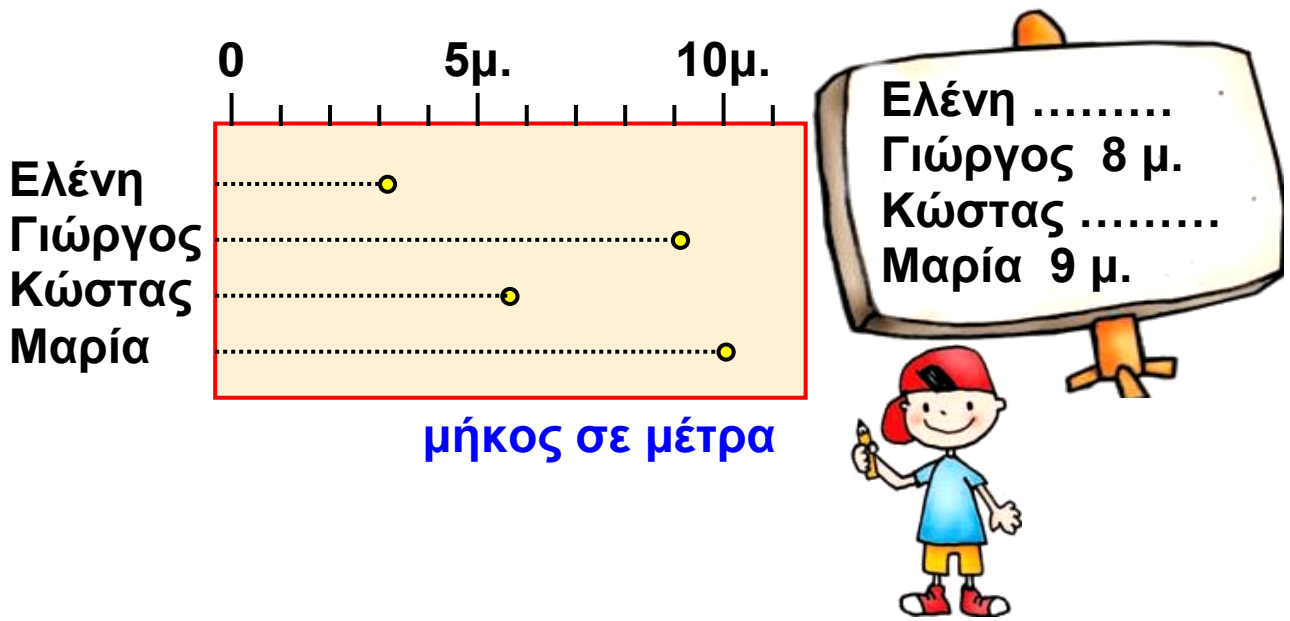 0 5μ. 10μ.
Ελένη
Γιώργος
Κώστας
Μαρία
μήκος σε μέτρα
Ελένη .........
Γιώργος 8 μ.
Κώστας .........
Μαρία 9 μ.